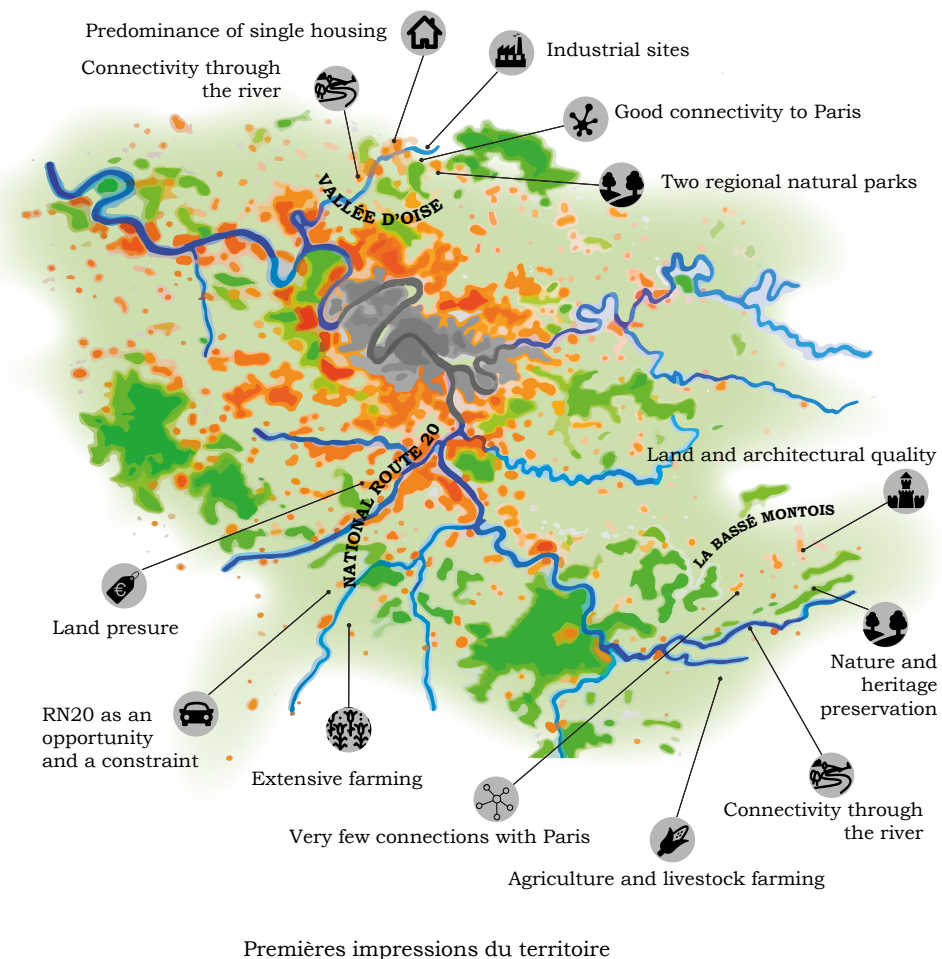 Predominance of single housing
Industrial sites
Connectivity through
the river
Good connectivity to Paris
Two regional natural parks
VALLÉE D'OISE
NATIONAL ROUTE 20
Land and architectural quality
LA BASSÉ MONTOIS
Land presure
Nature and
heritage
preservation
RN20 as an
opportunity
and a constraint
Extensive farming
Connectivity through
the river
Very few connections with Paris
Agriculture and livestock farming
Premières impressions du territoire